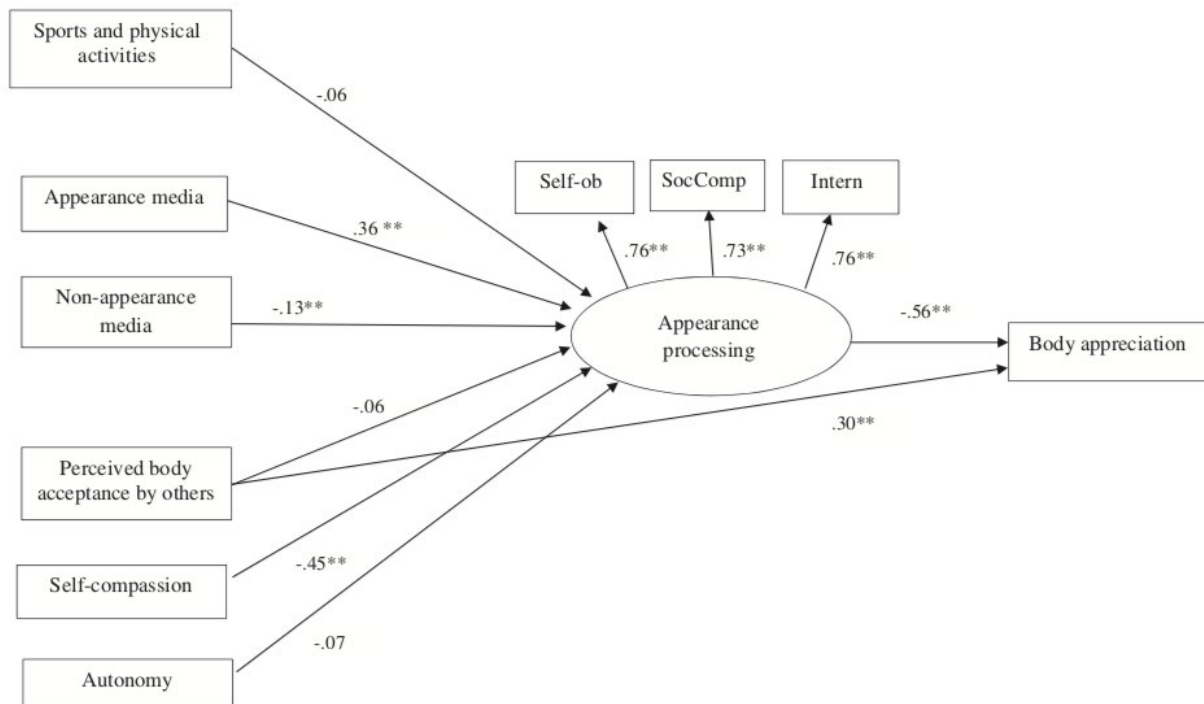 Sports and physical
activities
-.06
Self-ob
SocComp
Intern
Appearance media
.36 **
.76**
.73**
.76**
Non-appearance
media
-.13**
Appearance
processing
-.56**
Body appreciation
-.06
.30**
Perceived body
acceptance by others
Self-compassion
-.45**
-.07
Autonomy